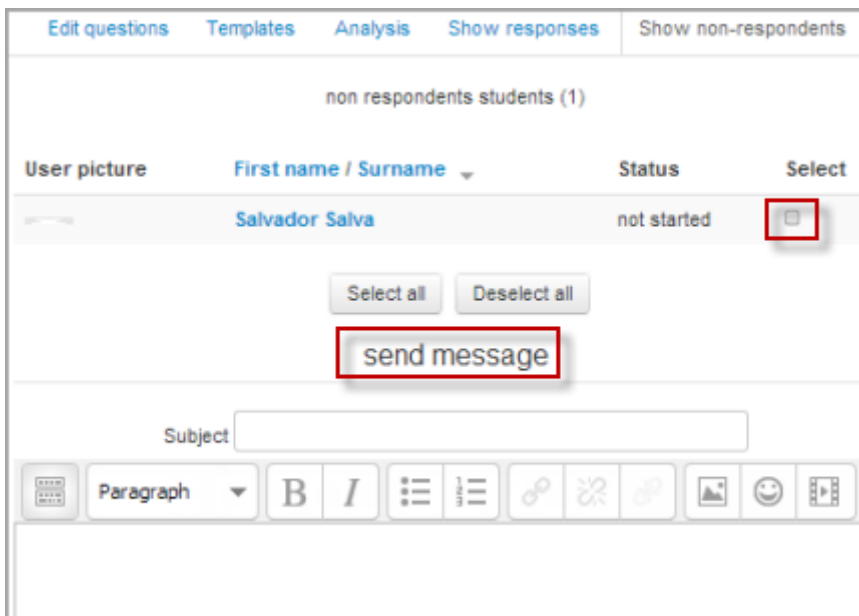 Edit questions Templates Analysis Show responses Show non-respondents
non respondents students (1)
User picture First name / Surname Status Select
Salvador Salva not started
Select all Deselect all
send message
Subject
Paragraph B I